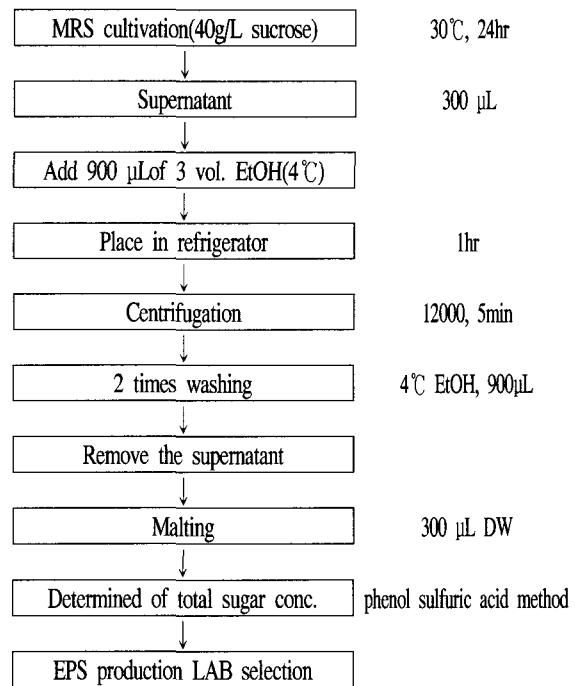 MRS cultivation(40g/L sucrose) 30℃, 24hr
Supernatant 300 μL
Add 900 μLof 3 vol. EtOH(4℃)
Place in refrigerator 1hr
Centrifugation 12000, 5min
2 times washing 4℃ EtOH, 900μL
Remove the supernatant
Malting 300 μL DW
Determined of total sugar conc. phenol sulfuric acid method
EPS production LAB selection